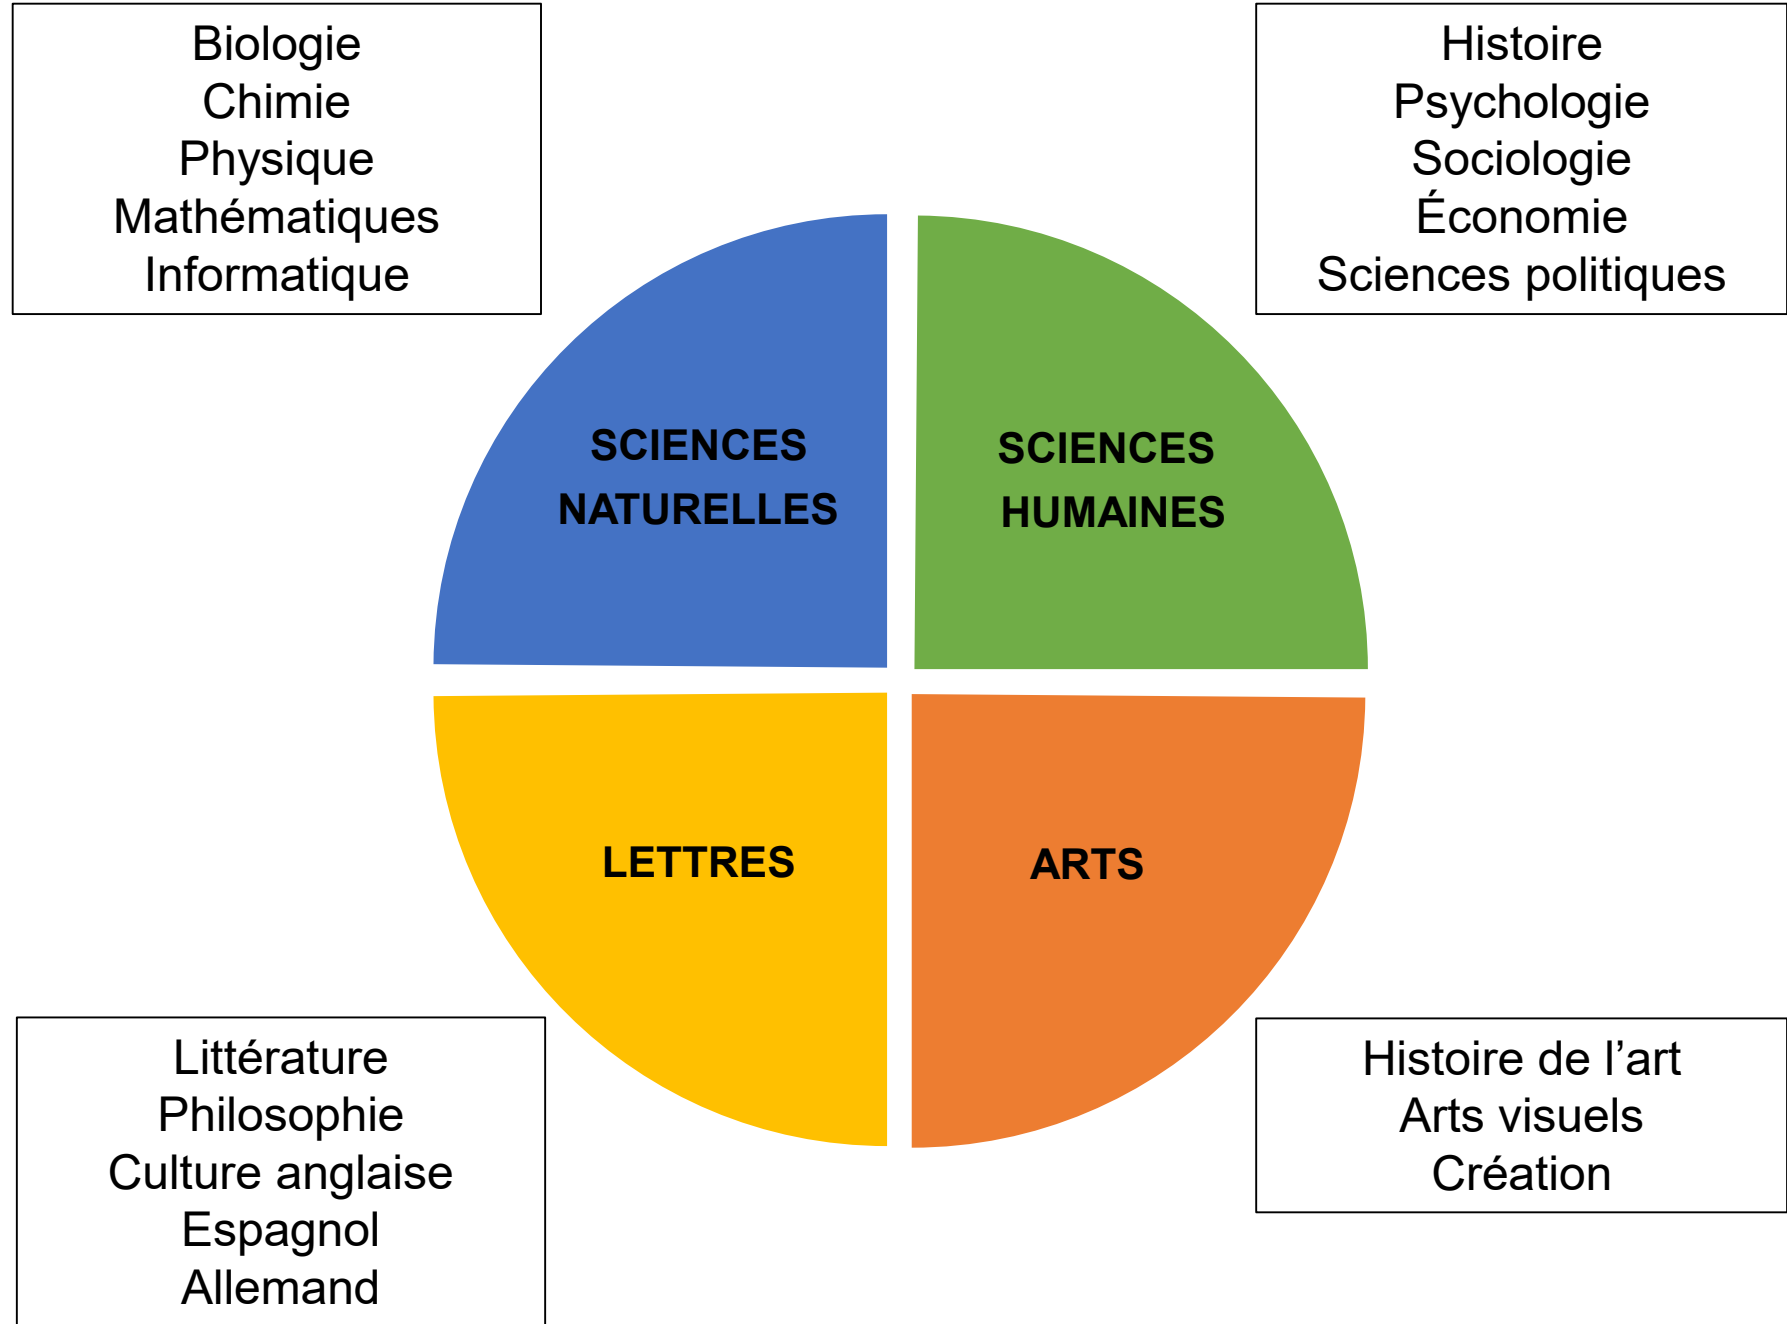 Biologie
Chimie
Physique
Mathématiques
Informatique
Histoire
Psychologie
Sociologie
Économie
Sciences politiques
SCIENCES
NATURELLES
SCIENCES
HUMAINES
LETTRES
ARTS
Littérature
Philosophie
Culture anglaise
Espagnol
Allemand
Histoire de l’art
Arts visuels
Création